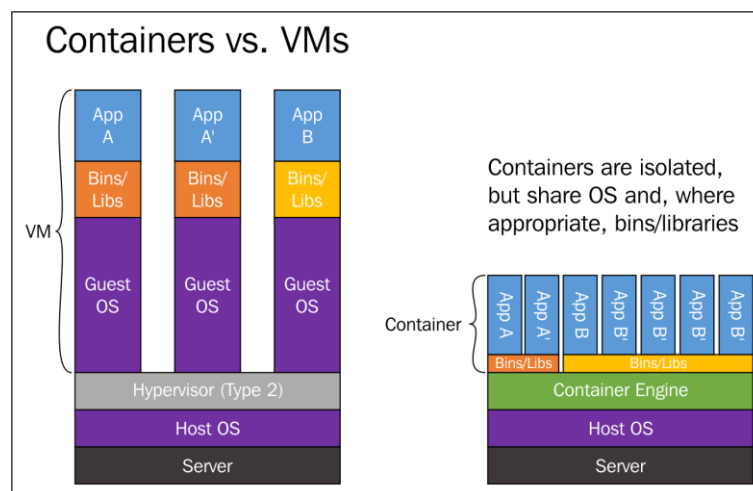 Containers vs. VMs
App
A
App
A'
App
B
Bins/
Libs
Bins/
Libs
Bins/
Libs
VM
Guest
OS
Guest
OS
Guest
OS
Hypervisor (Type 2)
Host OS
Server
Containers are isolated,
but share OS and, where
appropriate, bins/libraries
Container
App A
App A'
App B
App B'
App B'
App B'
App B'
Bins/Libs
Bins/Libs
Container Engine
Host OS
Server